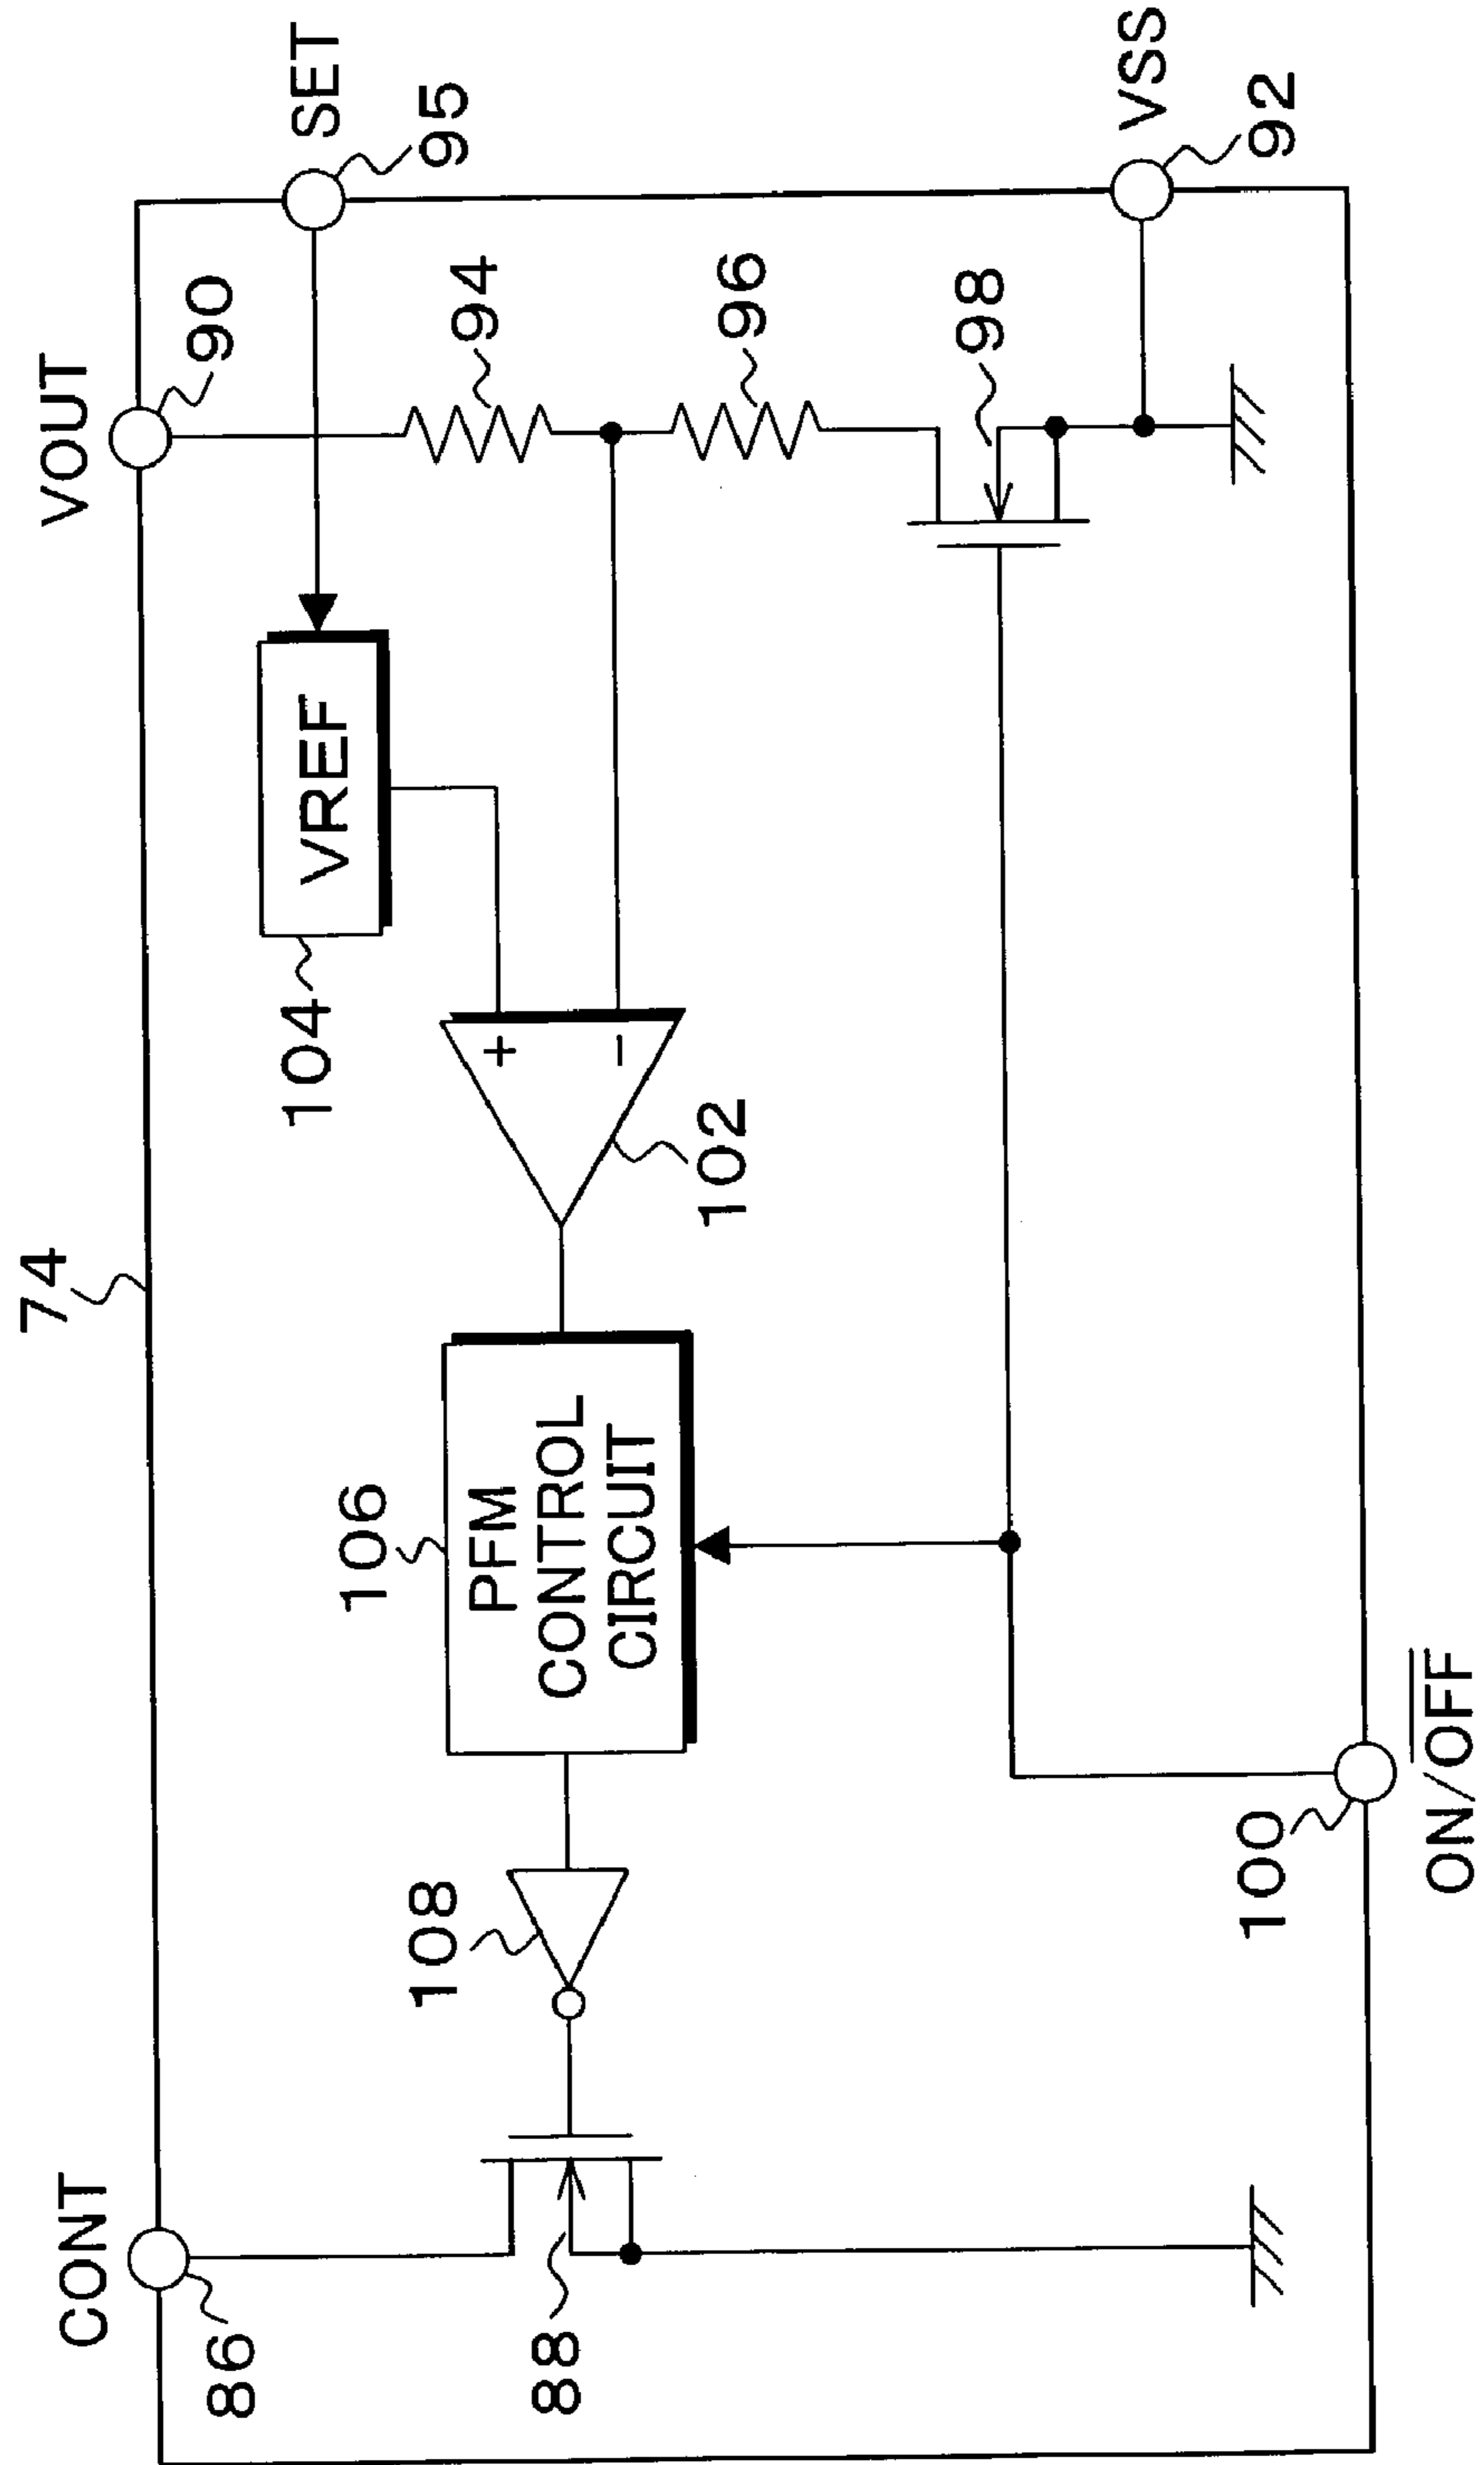 74
CONT
86
VOUT
90
SET
95
104
VREF
94
106
PFM
CONTROL
CIRCUIT
108
+
−
102
96
88
98
VSS
92
100
ON/OFF